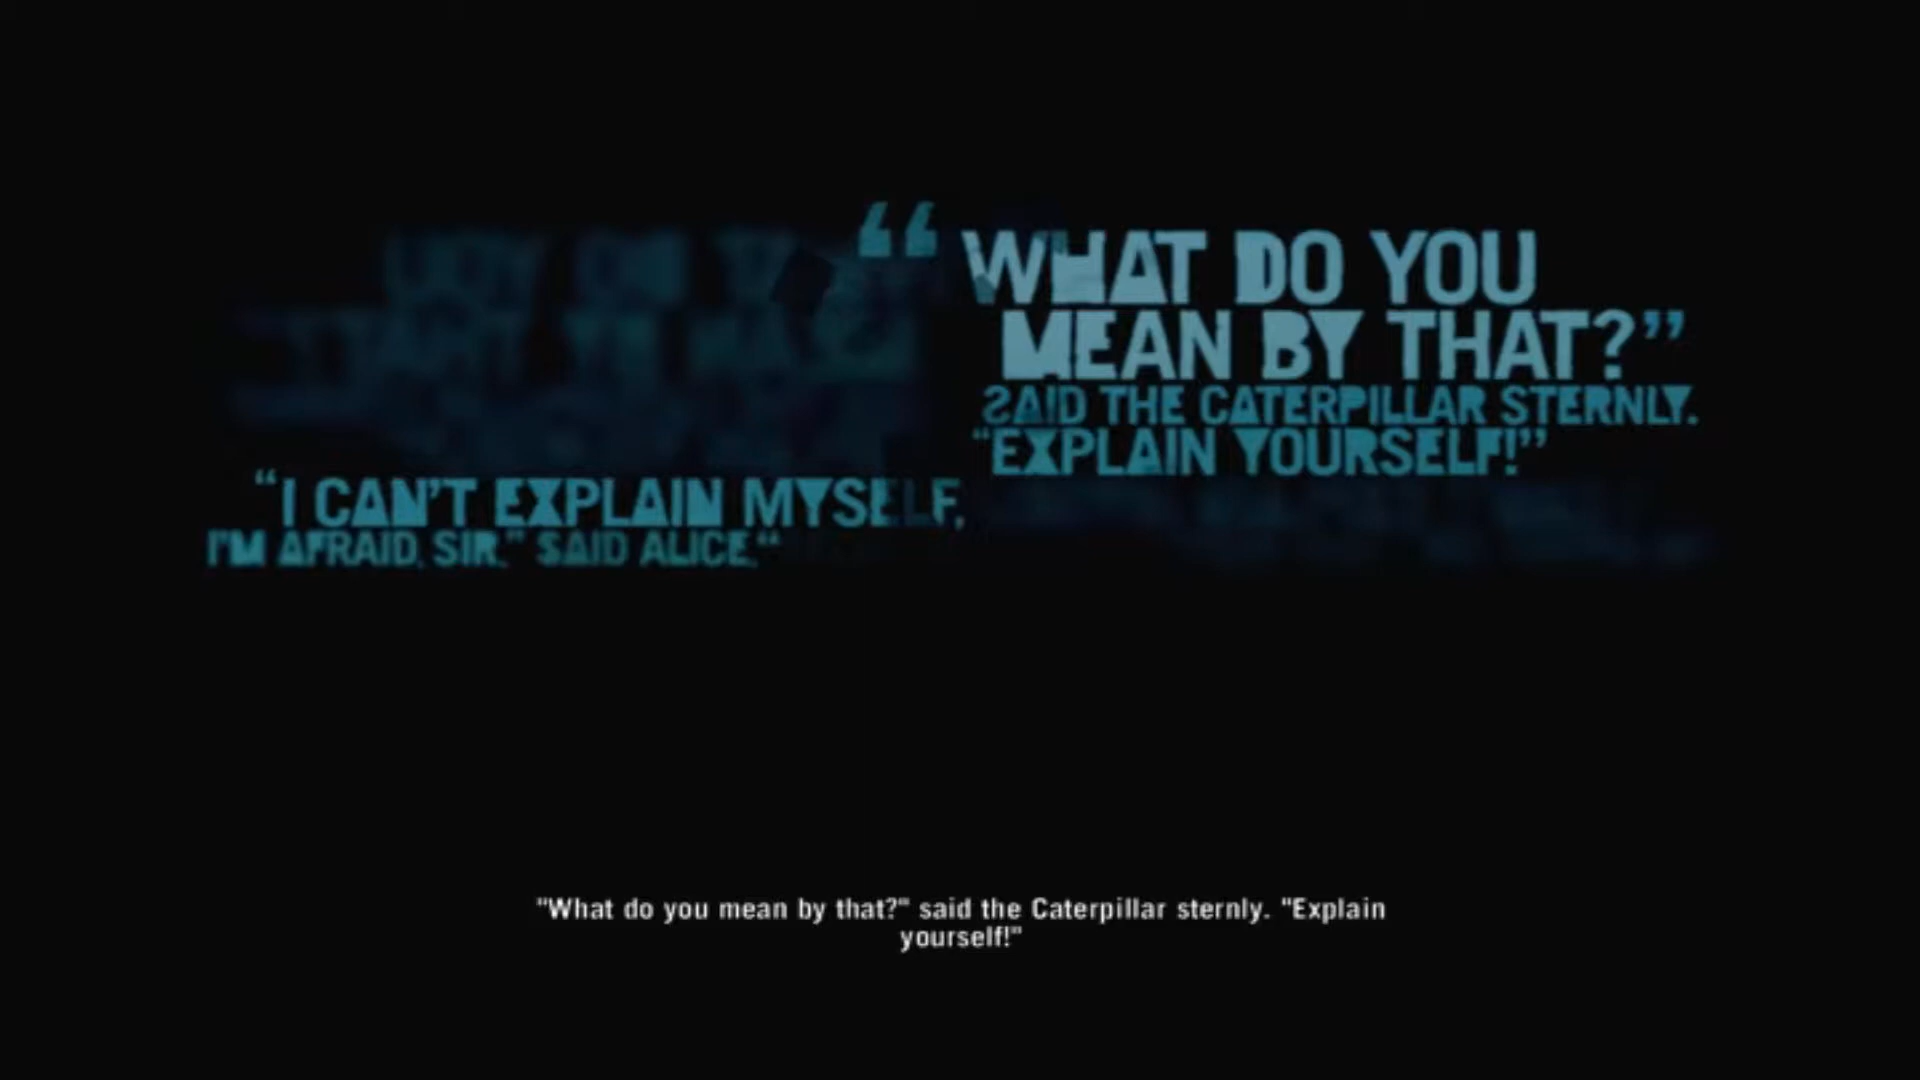 “WHAT DO YOU
MEAN BY THAT?”
SAID THE CATERPILLAR STERNLY.
“EXPLAIN YOURSELF!”
“I CAN'T EXPLAIN MYSELF,
I'M AFRAID, SIR,” SAID ALICE,“
"What do you mean by that?" said the Caterpillar sternly. "Explain
yourself!"